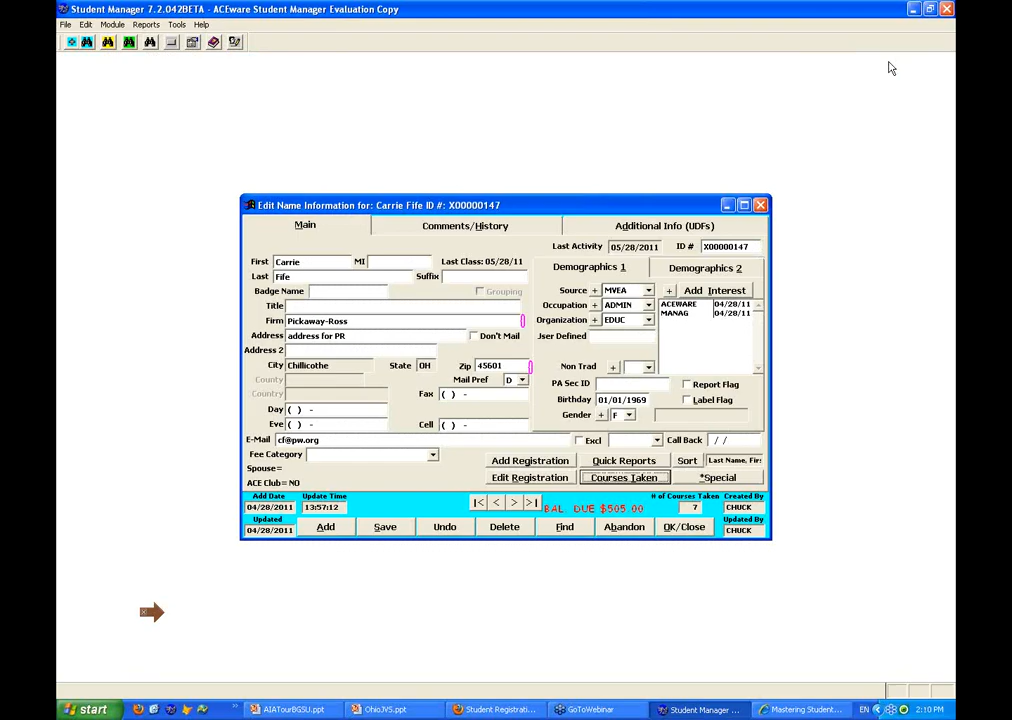 Student Manager 7.2.042BETA - ACEware Student Manager Evaluation Copy
File Edit Module Reports Tools Help
Edit Name Information for: Carrie Fife ID #: X00000147
Main Comments/History Additional Info (UDFs)
Last Activity 05/28/2011 ID # X00000147
First Carrie MI Last Class: 05/28/11 Demographics 1 Demographics 2
Last Fife Suffix
Badge Name Grouping Source + MVEA + Add Interest
Title Occupation + ADMIN ACEWARE 04/28/11
Firm Pickaway-Ross Organization + EDUC MANAG 04/28/11
Address address for PR Don't Mail Jser Defined
Address 2
City Chillicothe State OH Zip 45601 Non Trad +
County Mail Pref D PA Sec ID Report Flag
Country Fax ( ) - Birthday 01/01/1969 Label Flag
Day ( ) - Gender + F
Eve ( ) - Cell ( ) -
E-Mail cf@pw.org Excl Call Back / /
Fee Category Add Registration Quick Reports Sort Last Name, Firs
Spouse= Edit Registration Courses Taken *Special
ACE Club= NO
Add Date Update Time # of Courses Taken Created By
04/28/2011 13:57:12 |< < > >| BAL DUE $505.00 7 CHUCK
Updated Add Save Undo Delete Find Abandon OK/Close Updated By
04/28/2011 CHUCK
start AIATourBGSU.ppt OhioJVS.ppt Student Registrati... GoToWebinar Student Manager ... Mastering Student... EN 2:10 PM